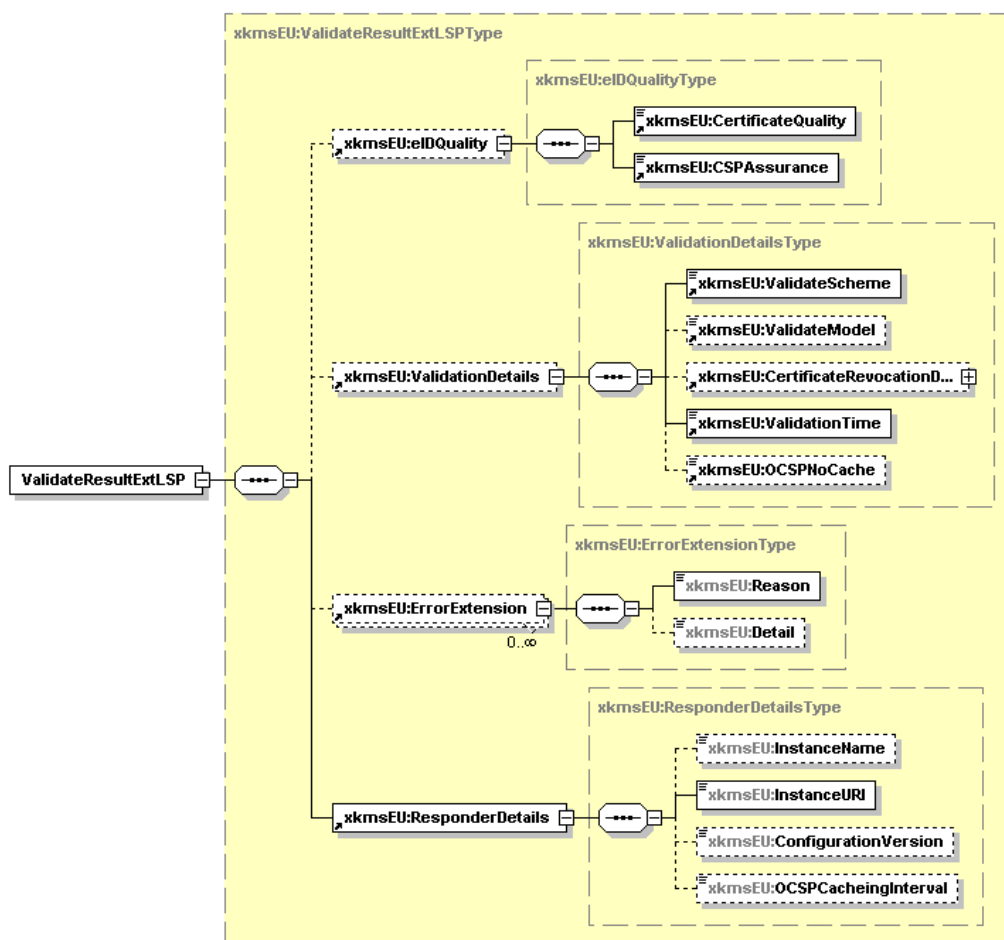 xkmsEU:ValidateResultExtLSPType
xkmsEU:eIDQualityType
xkmsEU:eIDQuality
xkmsEU:CertificateQuality
xkmsEU:CSPAssurance
xkmsEU:ValidationDetailsType
xkmsEU:ValidationDetails
xkmsEU:ValidateScheme
xkmsEU:ValidateModel
xkmsEU:CertificateRevocationD...
xkmsEU:ValidationTime
xkmsEU:OCSPNoCache
ValidateResultExtLSP
xkmsEU:ErrorExtensionType
xkmsEU:ErrorExtension
0..∞
xkmsEU:Reason
xkmsEU:Detail
xkmsEU:ResponderDetailsType
xkmsEU:ResponderDetails
xkmsEU:InstanceName
xkmsEU:InstanceURI
xkmsEU:ConfigurationVersion
xkmsEU:OCSPCacheingInterval